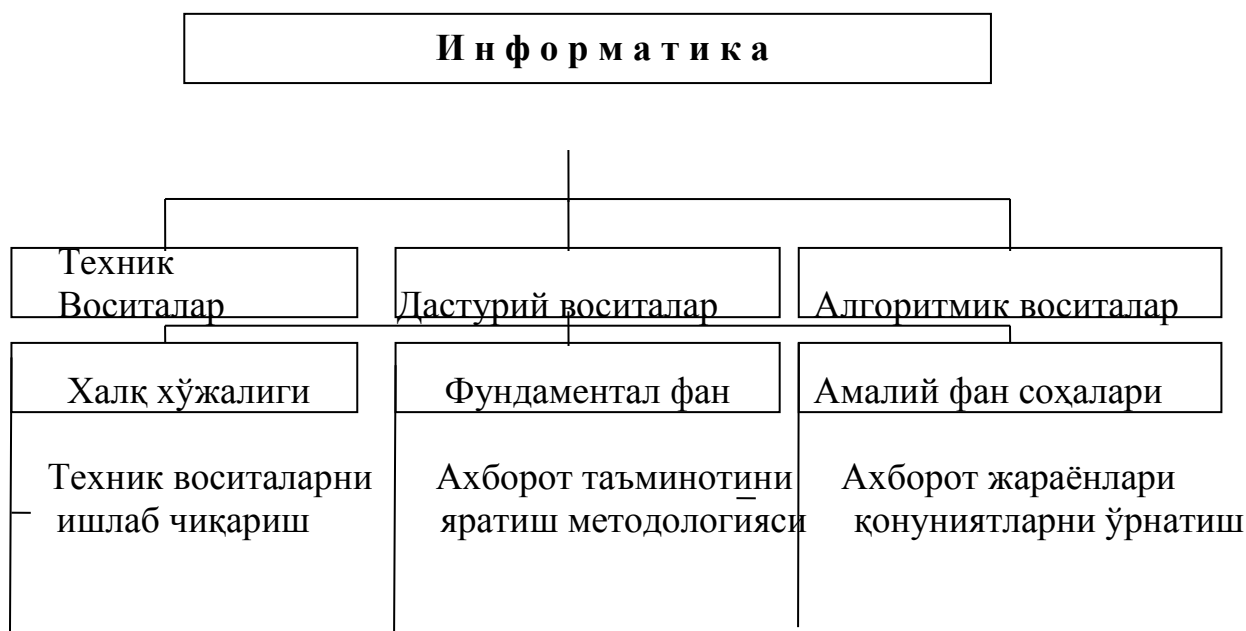 И н ф о р м а т и к а
Техник
Воситалар
Дастурий воситалар
Алгоритмик воситалар
Халқ хўжалиги
Фундаментал фан
Амалий фан соҳалари
Техник воситаларни
ишлаб чиқариш
Ахборот таъминотини
яратиш методологияси
Ахборот жараёнлари
қонуниятларни ўрнатиш